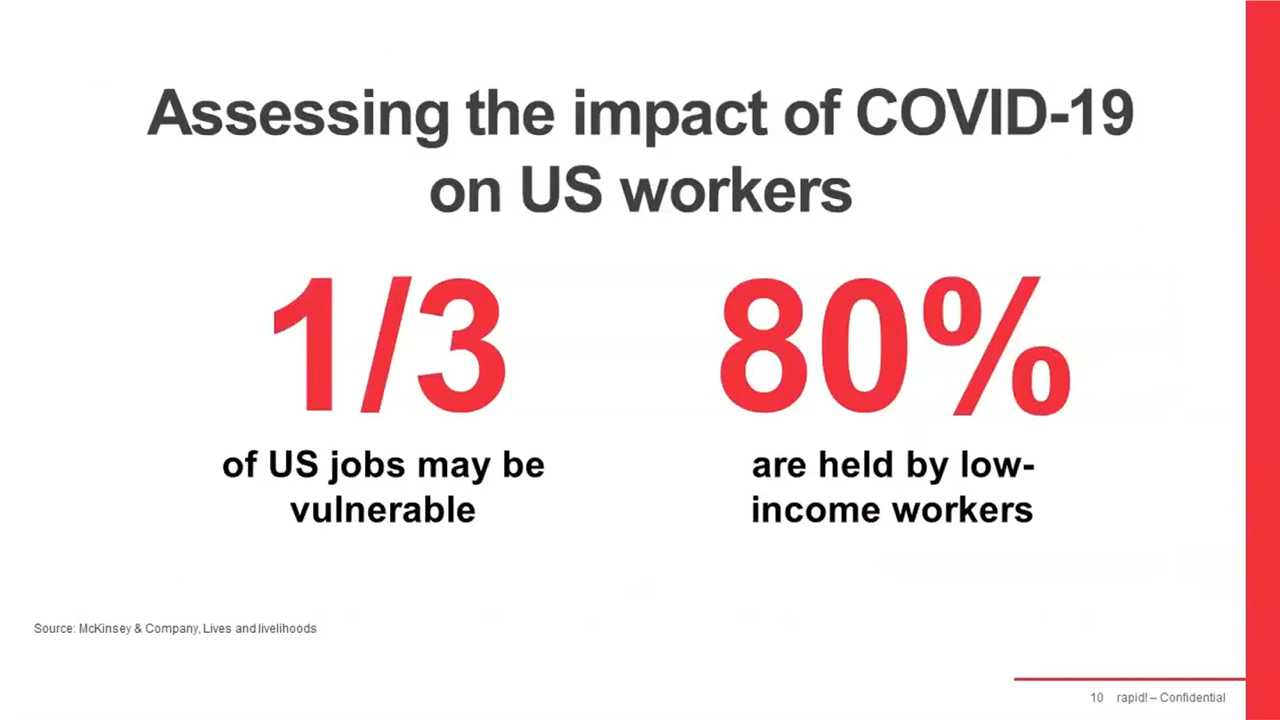 Assessing the impact of COVID-19
on US workers
1/3
of US jobs may be
vulnerable
80%
are held by low-
income workers
Source: McKinsey & Company, Lives and livelihoods
10 rapid! – Confidential